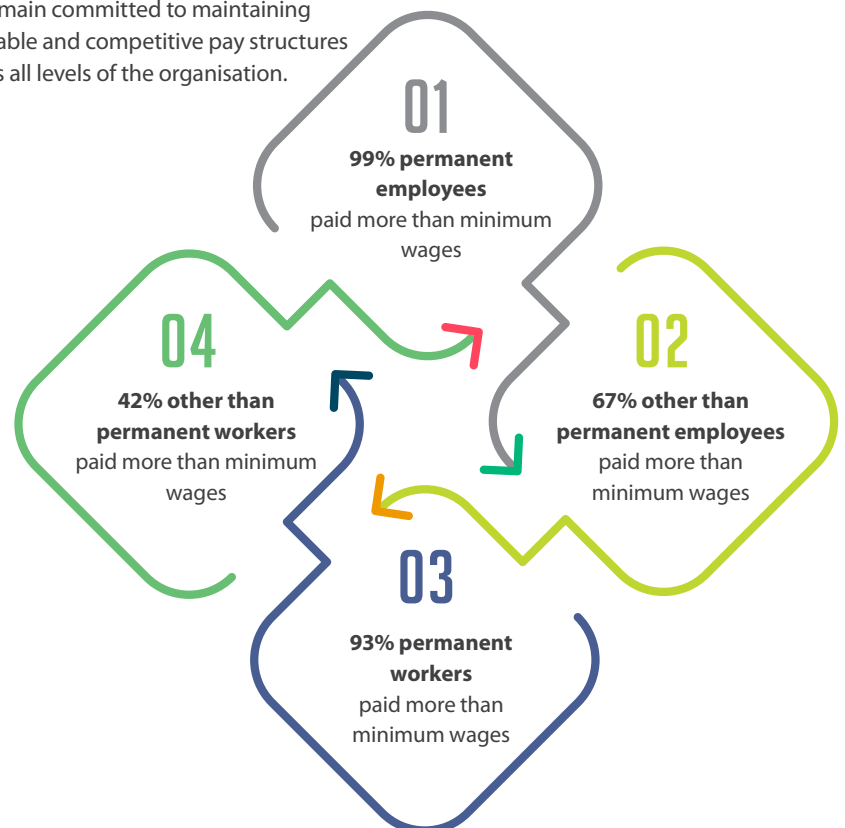 main committed to maintaining
able and competitive pay structures
s all levels of the organisation.
01
99% permanent
employees
paid more than minimum
wages
02
67% other than
permanent employees
paid more than
minimum wages
03
93% permanent
workers
paid more than
minimum wages
04
42% other than
permanent workers
paid more than minimum
wages